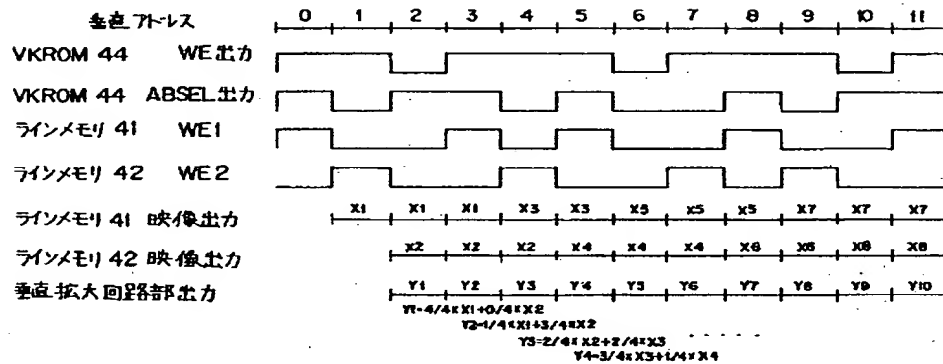 垂直アドレス 0 1 2 3 4 5 6 7 8 9 10 11
VKROM 44 WE出力
VKROM 44 ABSEL出力
ラインメモリ 41 WE1
ラインメモリ 42 WE2
ラインメモリ 41 映像出力 X1 X1 X1 X3 X3 X5 X5 X5 X7 X7 X7
ラインメモリ 42 映像出力 X2 X2 X2 X4 X4 X4 X6 X6 X8 X8
垂直拡大回路部出力 Y1 Y2 Y3 Y4 Y5 Y6 Y7 Y8 Y9 Y10
Y1=4/4×X1+0/4×X2
Y2=1/4×X1+3/4×X2
Y3=2/4×X2+2/4×X3
Y4=3/4×X3+1/4×X4